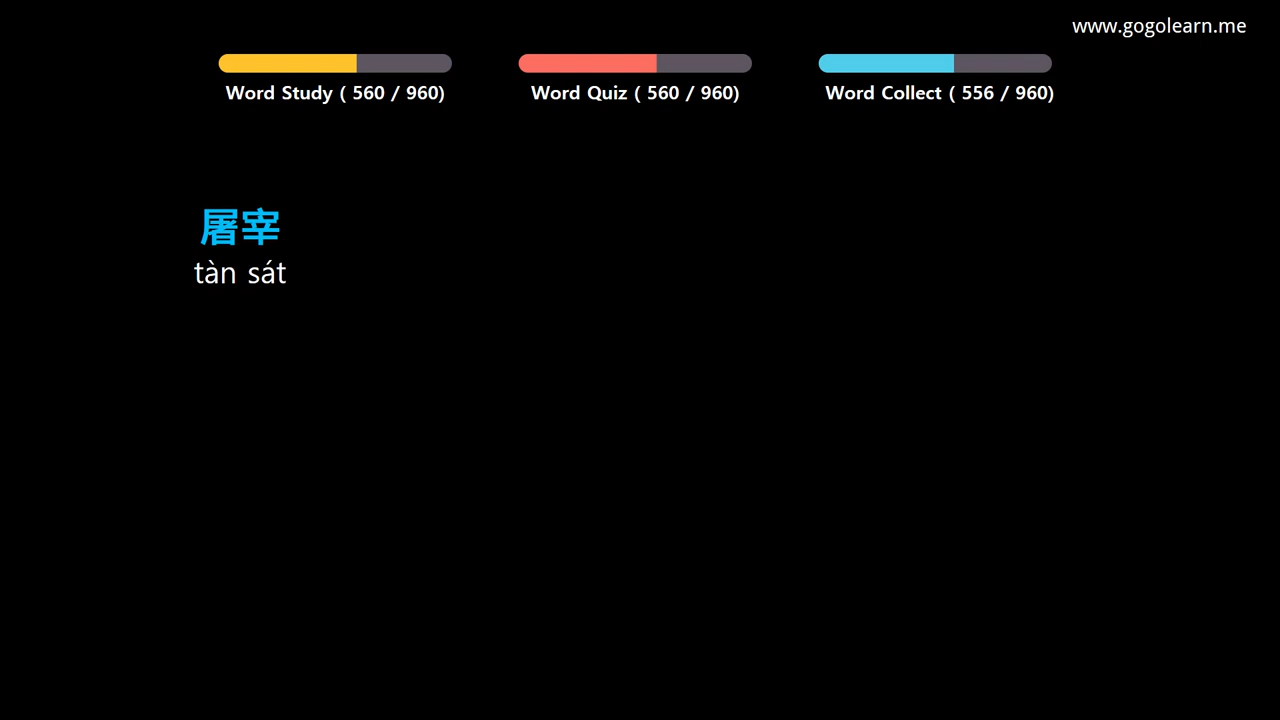 www.gogolearn.me
Word Study ( 560 / 960)
Word Quiz ( 560 / 960)
Word Collect ( 556 / 960)
屠宰
tàn sát